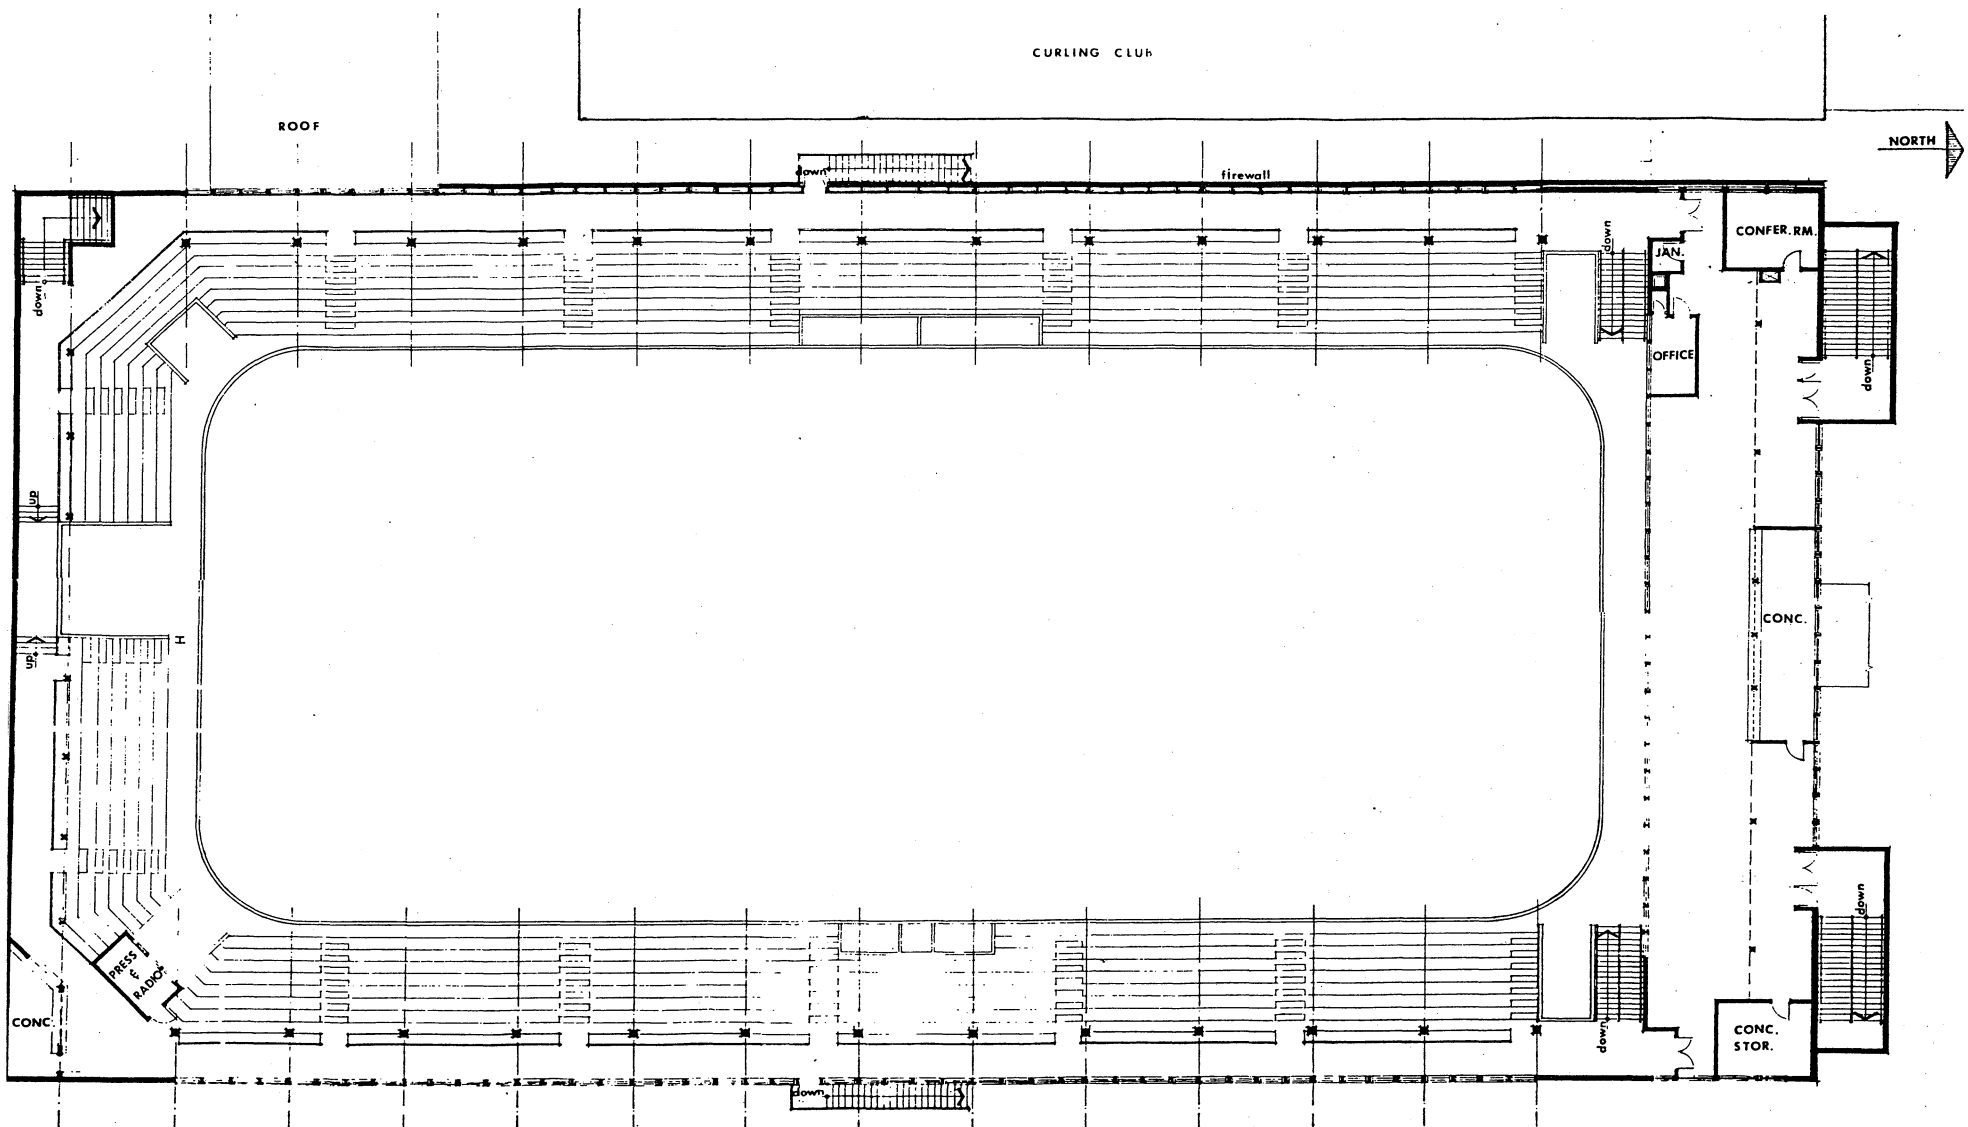 CURLING CLUB
ROOF
NORTH
down
firewall
down
CONFER. RM.
JAN.
down
OFFICE
down
up
CONC.
up
down
PRESS
&
RADIO
CONC.
down
CONC.
STOR.
down